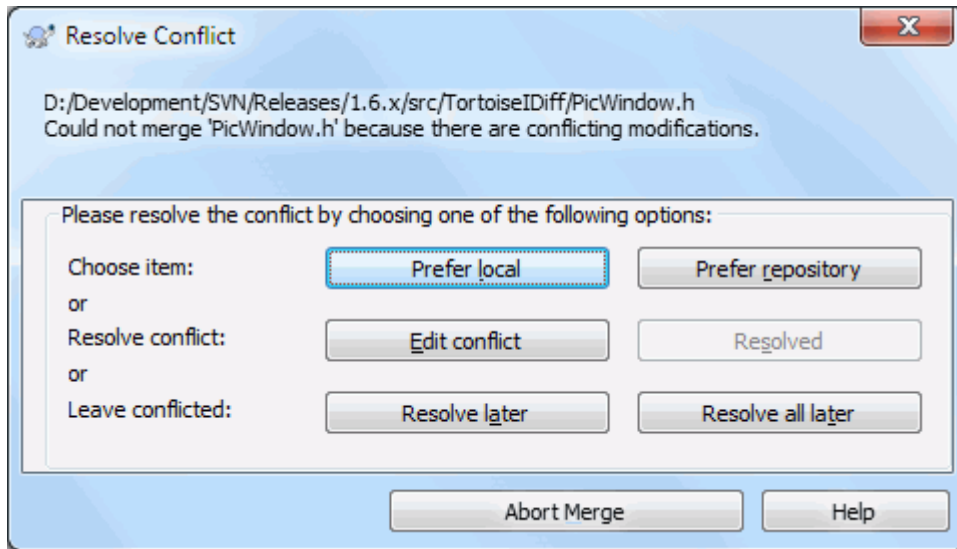 Resolve Conflict
D:/Development/SVN/Releases/1.6.x/src/TortoiseIDiff/PicWindow.h
Could not merge 'PicWindow.h' because there are conflicting modifications.
Please resolve the conflict by choosing one of the following options:
Choose item: Prefer local Prefer repository
or
Resolve conflict: Edit conflict Resolved
or
Leave conflicted: Resolve later Resolve all later
Abort Merge Help